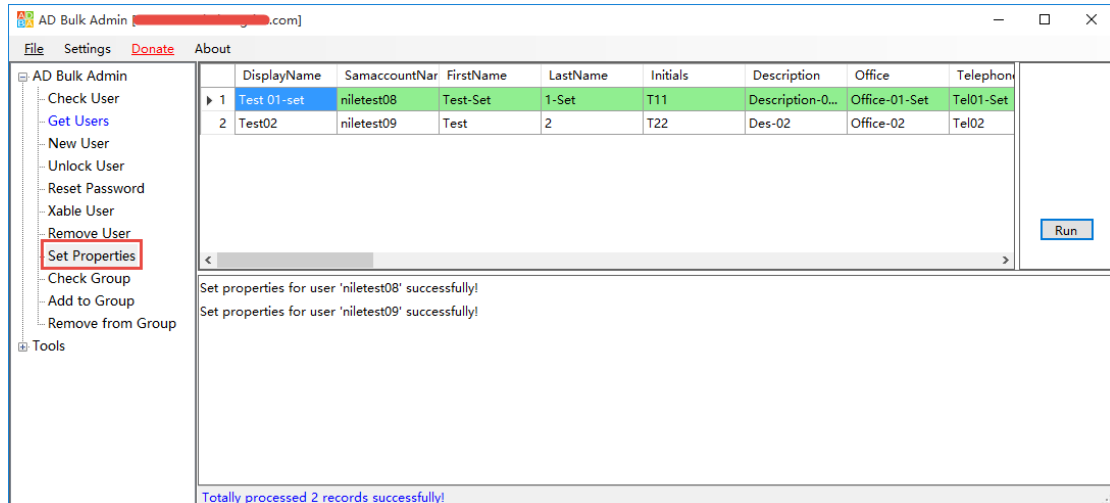 AD Bulk Admin [ .com]
File Settings Donate About
AD Bulk Admin
Check User
Get Users
New User
Unlock User
Reset Password
Xable User
Remove User
Set Properties
Check Group
Add to Group
Remove from Group
Tools
DisplayName SamaccountNar FirstName LastName Initials Description Office Telephon
1 Test 01-set niletest08 Test-Set 1-Set T11 Description-0... Office-01-Set Tel01-Set
2 Test02 niletest09 Test 2 T22 Des-02 Office-02 Tel02
Run
Set properties for user 'niletest08' successfully!
Set properties for user 'niletest09' successfully!
Totally processed 2 records successfully!